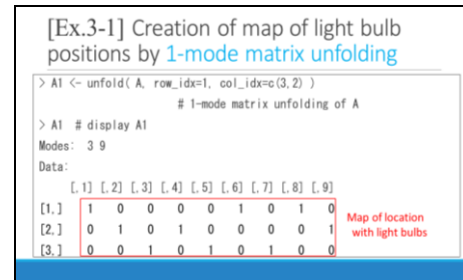 [Ex.3-1] Creation of map of light bulb
positions by 1-mode matrix unfolding
> A1 <- unfold( A, row_idx=1, col_idx=c(3,2) )
# 1-mode matrix unfolding of A
> A1 # display A1
Modes: 3 9
Data:
[,1] [,2] [,3] [,4] [,5] [,6] [,7] [,8] [,9]
[1,] 1 0 0 0 0 1 0 1 0
[2,] 0 1 0 1 0 0 0 0 1
[3,] 0 0 1 0 1 0 1 0 0
Map of location
with light bulbs